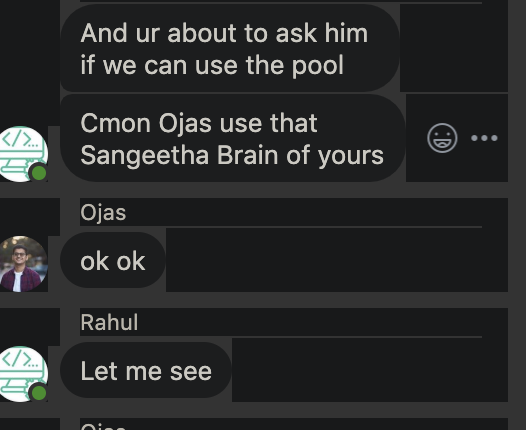 And ur about to ask him
if we can use the pool
Cmon Ojas use that
Sangeetha Brain of yours
Ojas
ok ok
Rahul
Let me see
Ojas